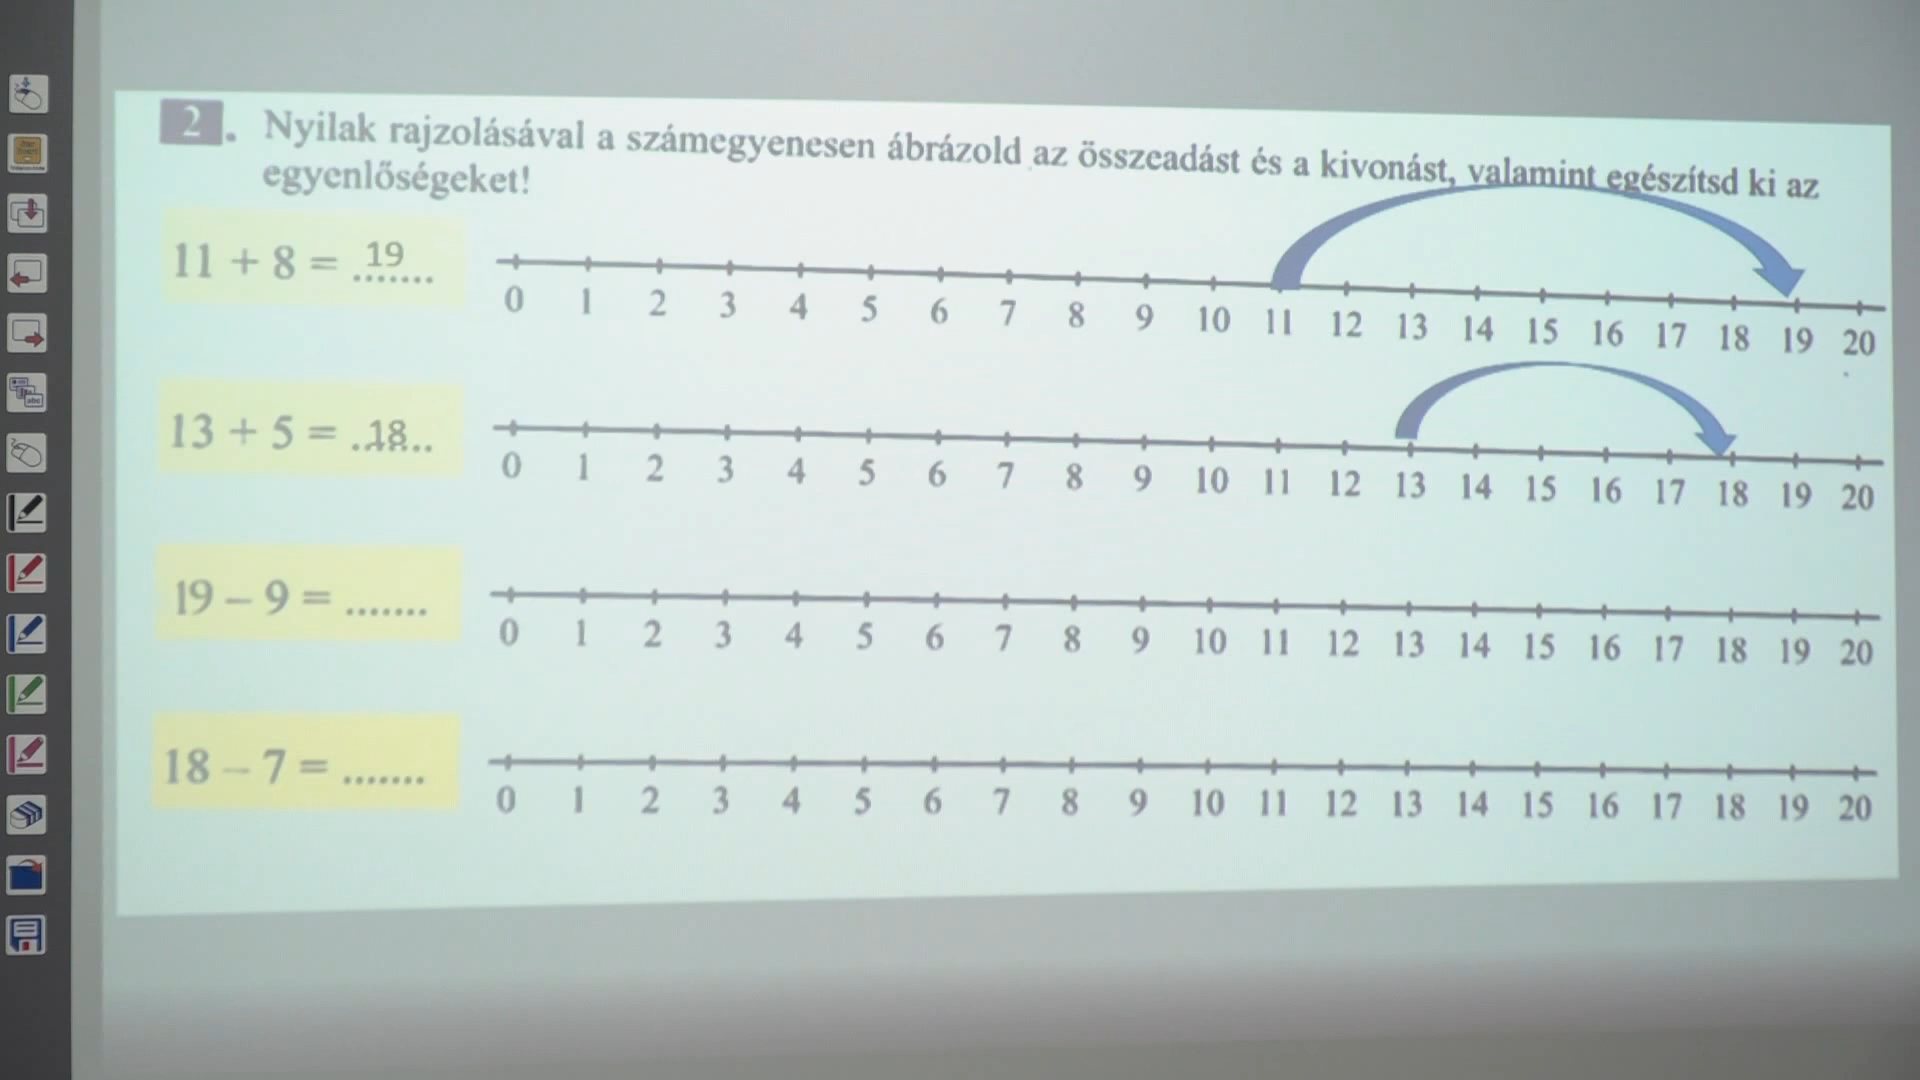 2. Nyilak rajzolásával a számegyenesen ábrázold az összeadást és a kivonást, valamint egészítsd ki az
egyenlőségeket!
11 + 8 = 19
0 1 2 3 4 5 6 7 8 9 10 11 12 13 14 15 16 17 18 19 20
13 + 5 = ..18..
0 1 2 3 4 5 6 7 8 9 10 11 12 13 14 15 16 17 18 19 20
19 – 9 = .......
0 1 2 3 4 5 6 7 8 9 10 11 12 13 14 15 16 17 18 19 20
18 – 7 = .......
0 1 2 3 4 5 6 7 8 9 10 11 12 13 14 15 16 17 18 19 20